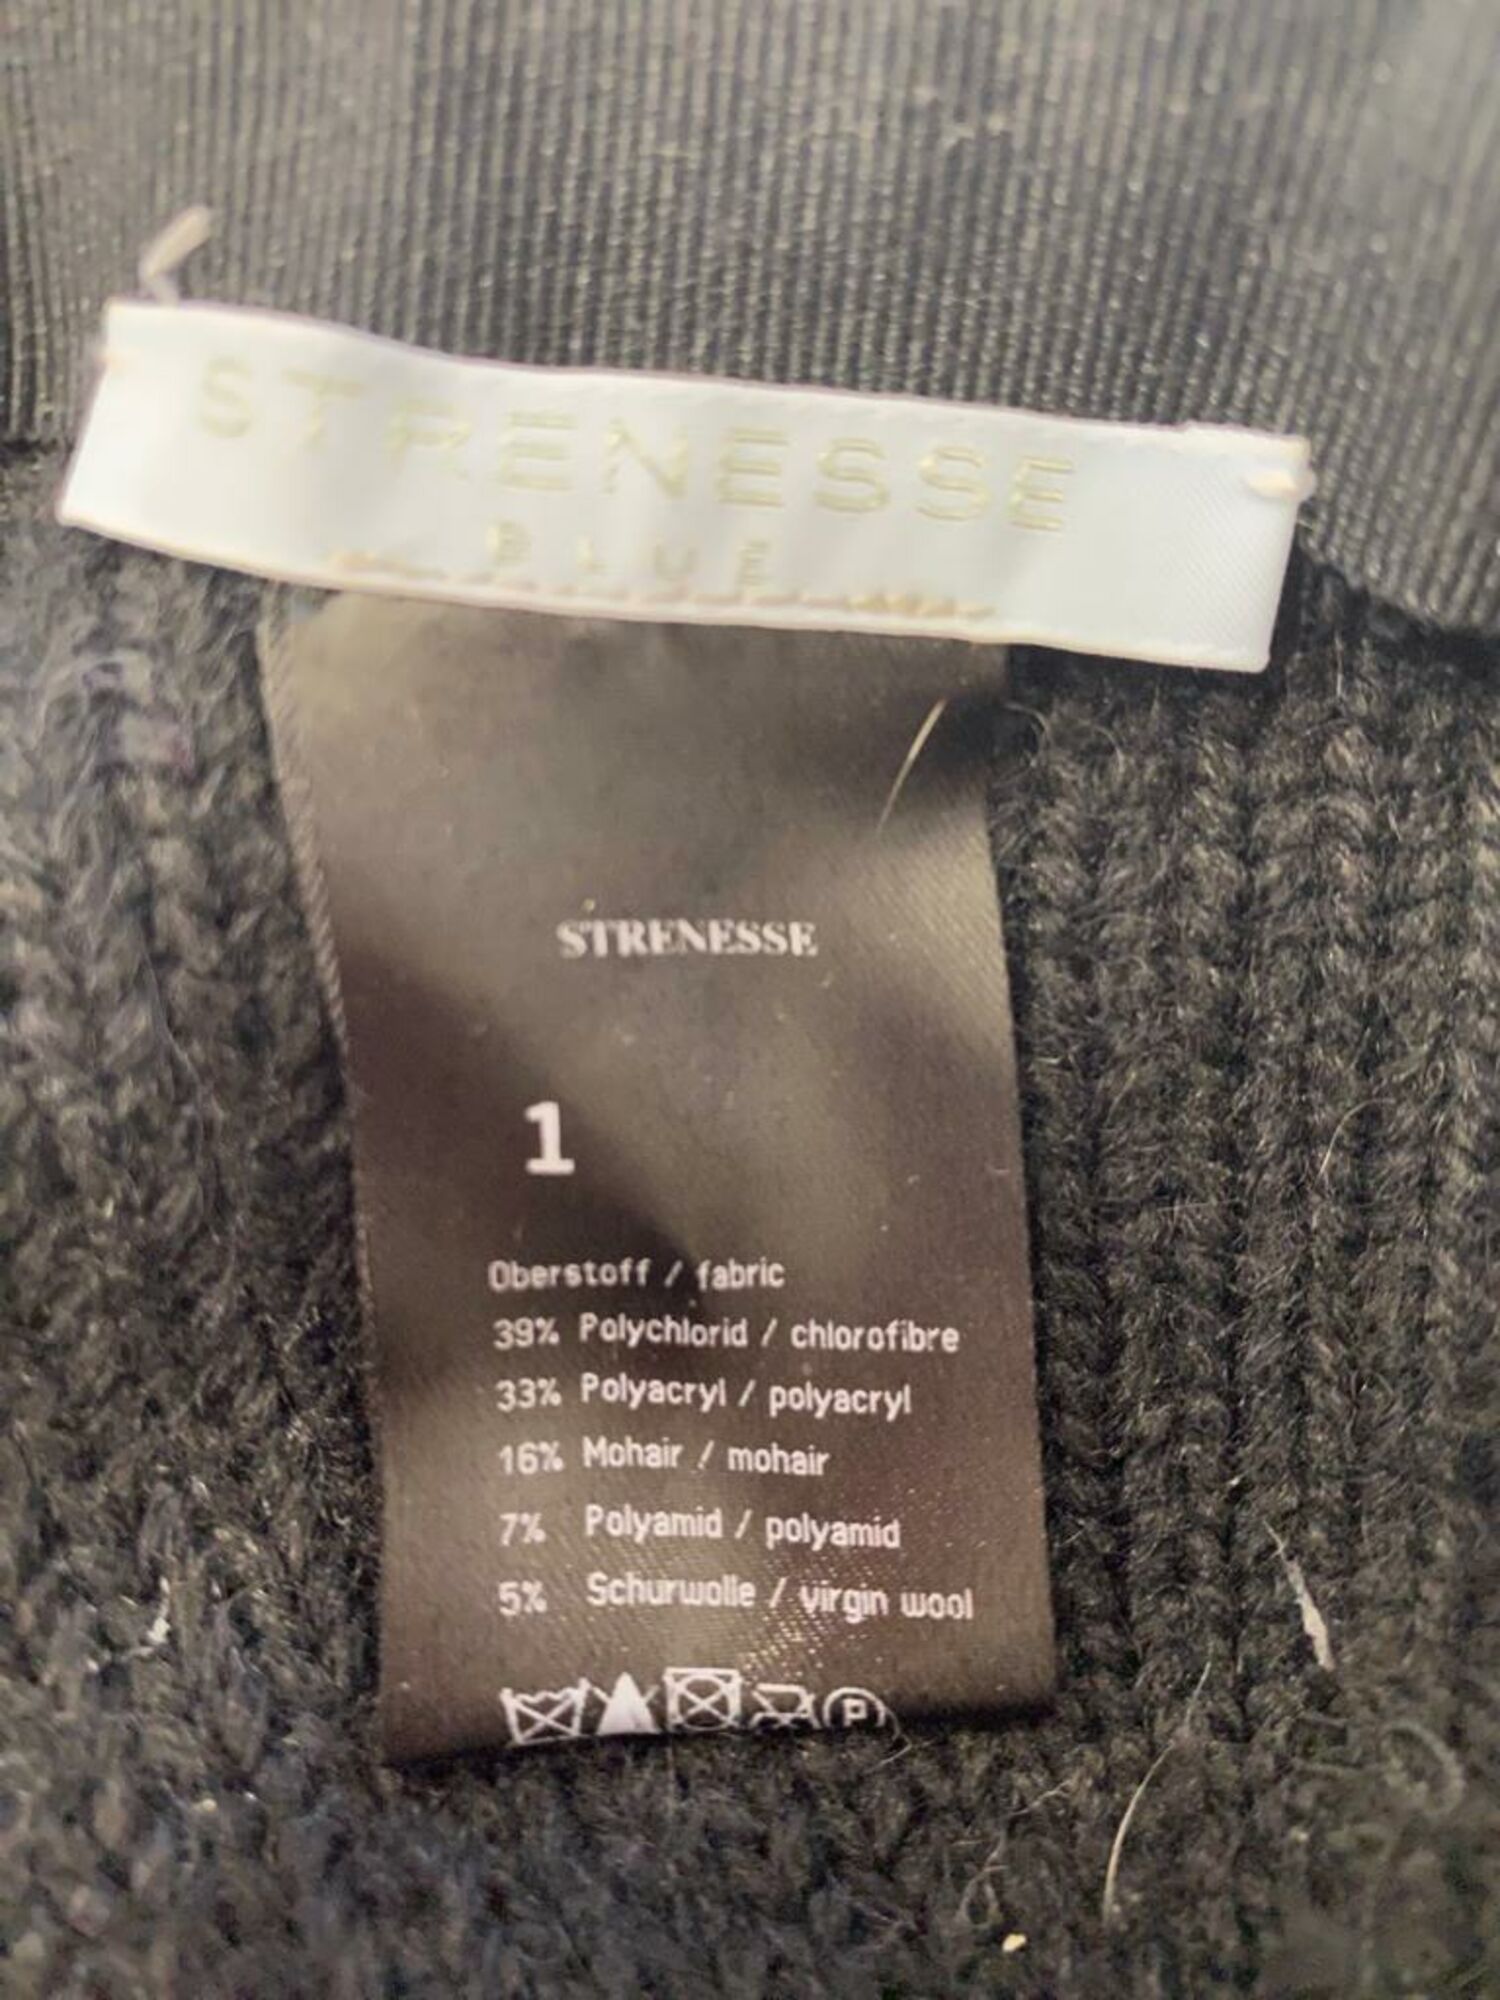 STRENESSE
BLUE
STRENESSE
1
Oberstoff / fabric
39% Polychlorid / chlorofibre
33% Polyacryl / polyacryl
16% Mohair / mohair
7% Polyamid / polyamid
5% Schurwolle / virgin wool
P